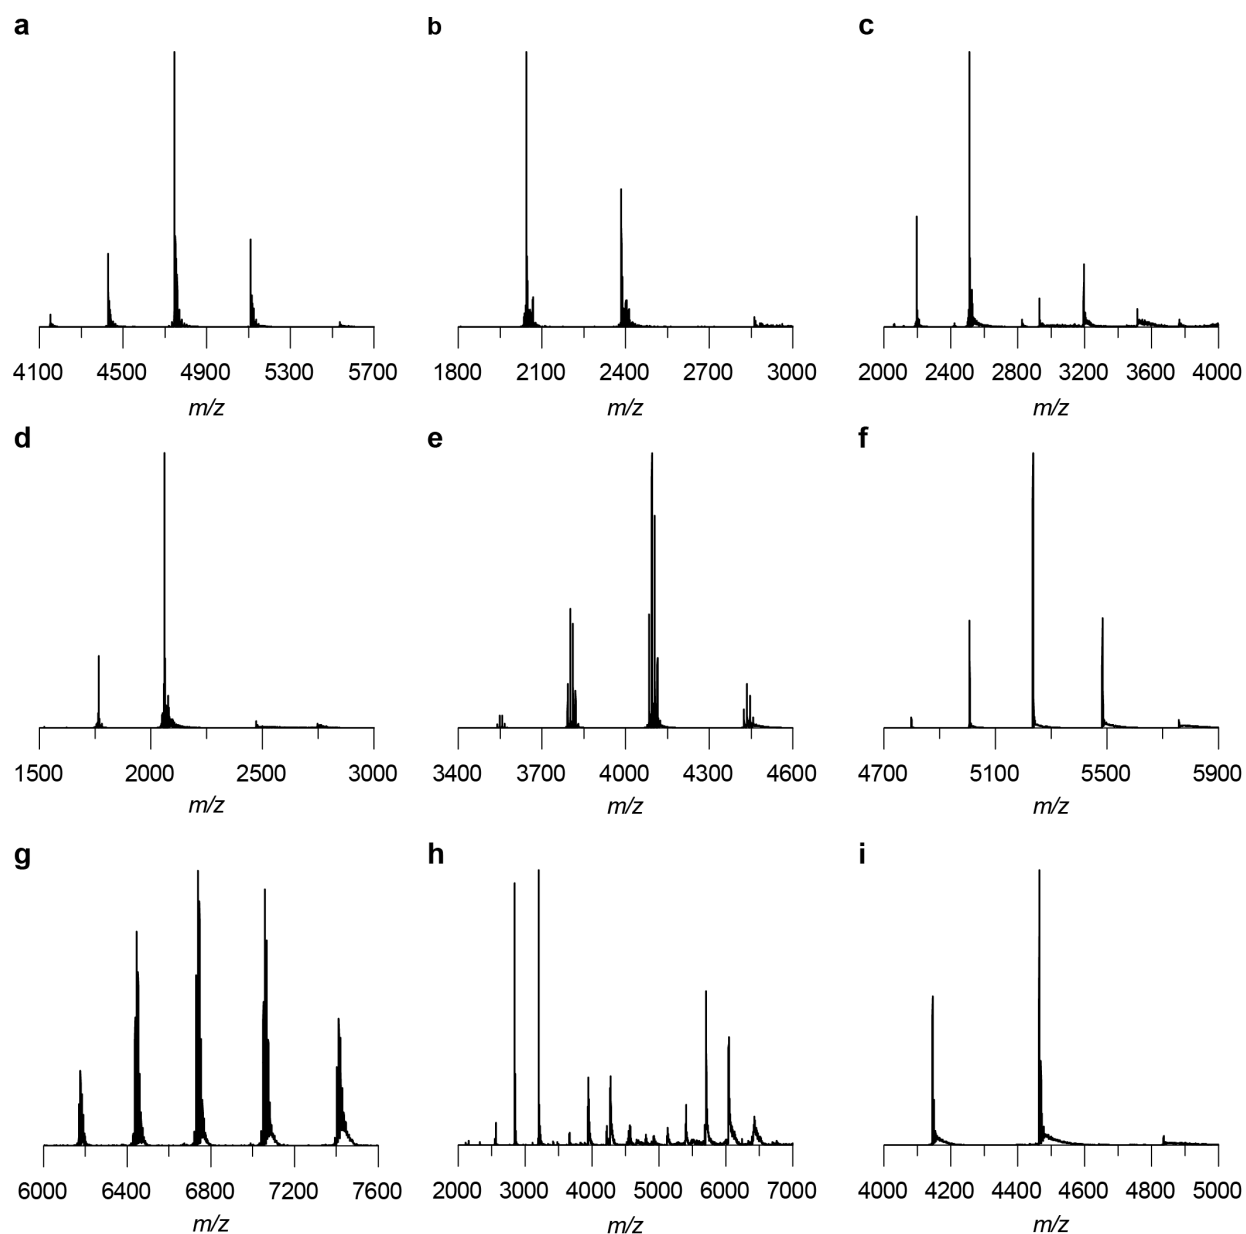 a b c
4100 4500 4900 5300 5700 1800 2100 2400 2700 3000 2000 2400 2800 3200 3600 4000
m/z m/z m/z
d e f
1500 2000 2500 3000 3400 3700 4000 4300 4600 4700 5100 5500 5900
m/z m/z m/z
g h i
6000 6400 6800 7200 7600 2000 3000 4000 5000 6000 7000 4000 4200 4400 4600 4800 5000
m/z m/z m/z